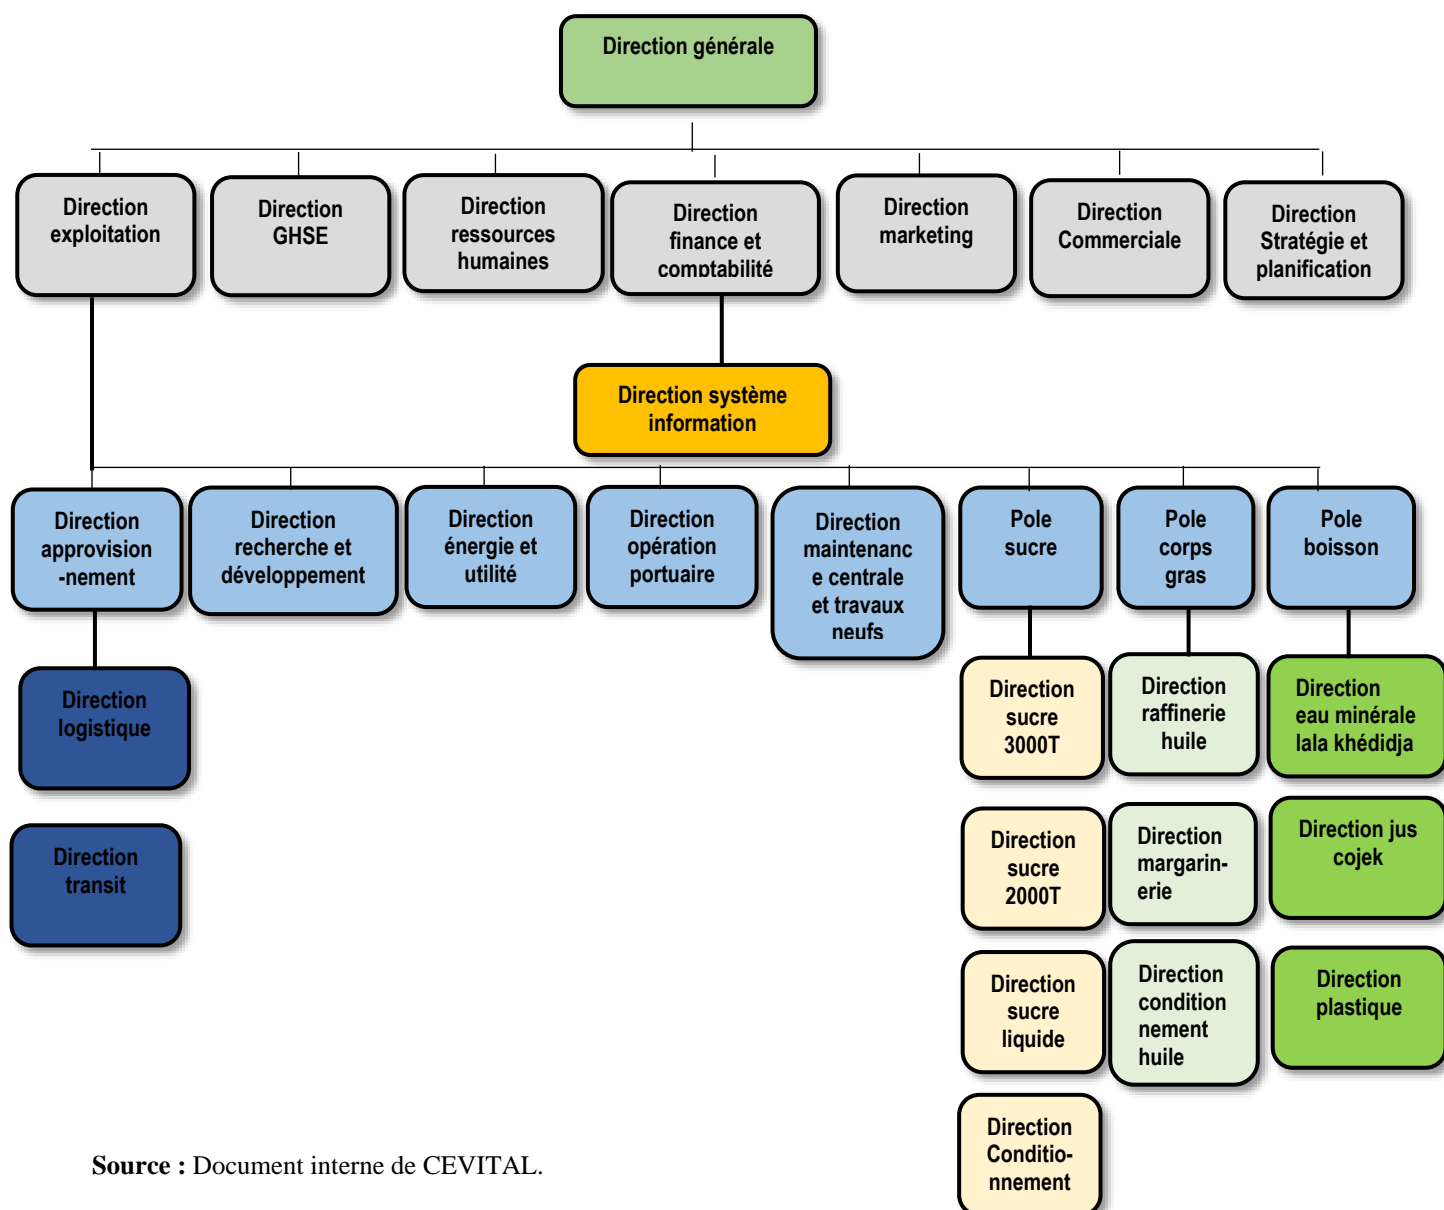 Direction générale
Direction
exploitation
Direction
GHSE
Direction
ressources
humaines
Direction
finance et
comptabilité
Direction
marketing
Direction
Commerciale
Direction
Stratégie et
planification
Direction système
information
Direction
approvision
-nement
Direction
recherche et
développement
Direction
énergie et
utilité
Direction
opération
portuaire
Direction
maintenanc
e centrale
et travaux
neufs
Pole
sucre
Pole
corps
gras
Pole
boisson
Direction
logistique
Direction
sucre
3000T
Direction
raffinerie
huile
Direction
eau minérale
lala khédidja
Direction
transit
Direction
sucre
2000T
Direction
margarin-
erie
Direction jus
cojek
Direction
sucre
liquide
Direction
condition
nement
huile
Direction
plastique
Direction
Conditio-
nnement
Source : Document interne de CEVITAL.